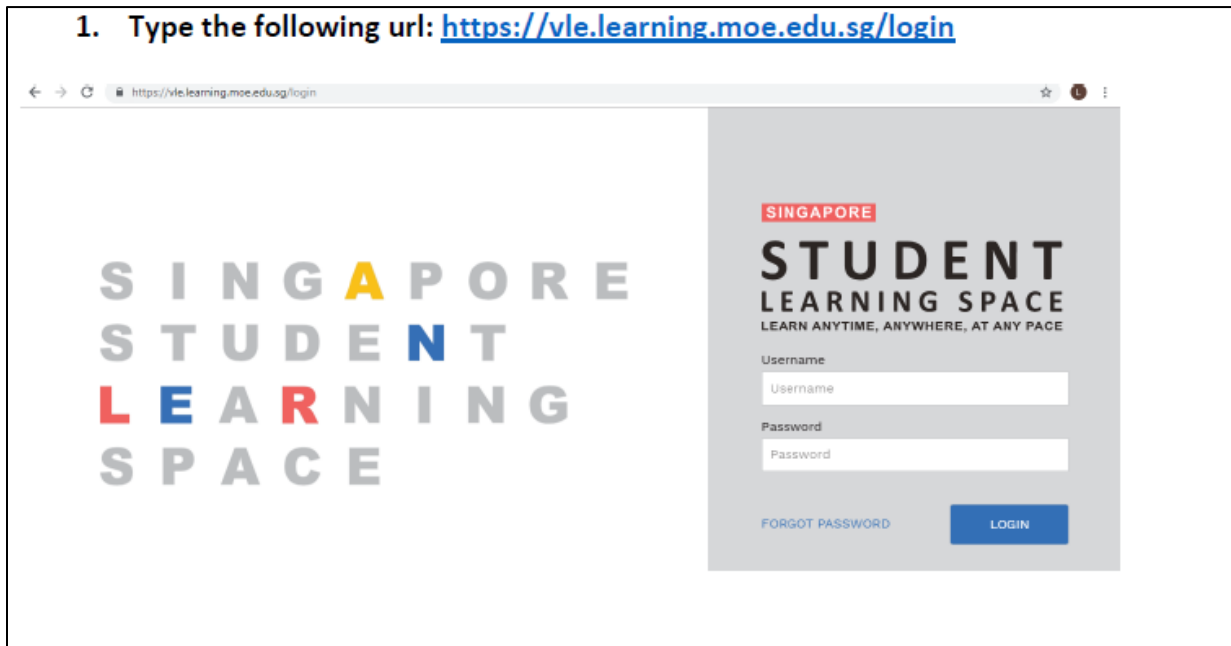 1. Type the following url: https://vle.learning.moe.edu.sg/login
https://vle.learning.moe.edu.sg/login
L
SINGAPORE
STUDENT
LEARNING
SPACE
SINGAPORE
STUDENT
LEARNING SPACE
LEARN ANYTIME, ANYWHERE, AT ANY PACE
Username
Username
Password
Password
FORGOT PASSWORD
LOGIN